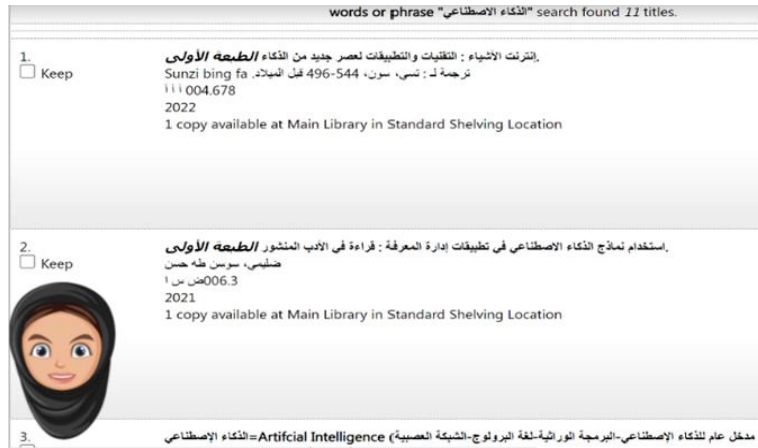 words or phrase "الذكاء الاصطناعي" search found 11 titles.
1.
Keep
إنترنت الأشياء : التقنيات والتطبيقات لعصر جديد من الذكاء الطبعة الأولى.
ترجمة لـ : تسي، سون، 544-496 قبل الميلاد. Sunzi bing fa
004.678 أ أ أ
2022
1 copy available at Main Library in Standard Shelving Location
2.
Keep
استخدام نماذج الذكاء الاصطناعي في تطبيقات إدارة المعرفة : قراءة في الأدب المنشور الطبعة الأولى.
ضليمي، سوسن طه حسن
006.3ض س ا
2021
1 copy available at Main Library in Standard Shelving Location
3.
مدخل عام للذكاء الإصطناعي-البرمجة الوراثية-لغة البرولوج-الشبكة العصبية) Artifcial Intelligence=الذكاء الإصطناعي